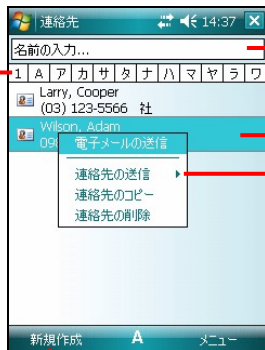 連絡先 14:37
名前の入力...
1 A ア カ サ タ ナ ハ マ ヤ ラ ワ
Larry, Cooper
(03) 123-5566 社
Wilson, Adam
電子メールの送信
連絡先の送信
連絡先のコピー
連絡先の削除
新規作成 A メニュー